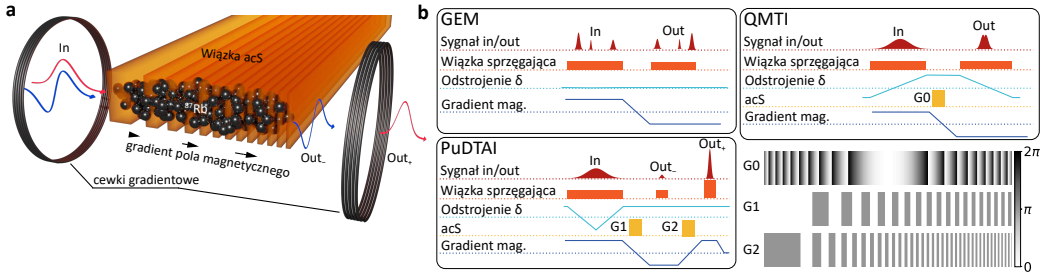 a
In
Wiązka acS
⁸⁷Rb
Out₋
Out₊
gradient pola magnetycznego
cewki gradientowe
b
GEM
Sygnał in/out
In
Out
Wiązka sprzęgająca
Odstrojenie δ
Gradient mag.
QMTI
Sygnał in/out
In
Out
Wiązka sprzęgająca
Odstrojenie δ
acS
G0
Gradient mag.
PuDTAI
Sygnał in/out
In
Out₋
Out₊
Wiązka sprzęgająca
Odstrojenie δ
acS
G1
G2
Gradient mag.
G0
G1
G2
2π
π
0